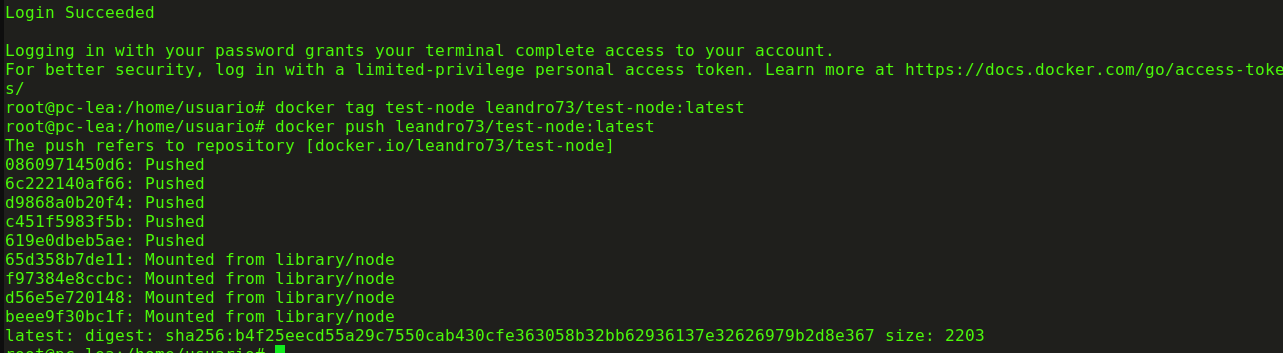 Login Succeeded

Logging in with your password grants your terminal complete access to your account.
For better security, log in with a limited-privilege personal access token. Learn more at https://docs.docker.com/go/access-toke
s/
root@pc-lea:/home/usuario# docker tag test-node leandro73/test-node:latest
root@pc-lea:/home/usuario# docker push leandro73/test-node:latest
The push refers to repository [docker.io/leandro73/test-node]
0860971450d6: Pushed
6c222140af66: Pushed
d9868a0b20f4: Pushed
c451f5983f5b: Pushed
619e0dbeb5ae: Pushed
65d358b7de11: Mounted from library/node
f97384e8ccbc: Mounted from library/node
d56e5e720148: Mounted from library/node
beee9f30bc1f: Mounted from library/node
latest: digest: sha256:b4f25eecd55a29c7550cab430cfe363058b32bb62936137e32626979b2d8e367 size: 2203
root@pc-lea:/home/usuario#